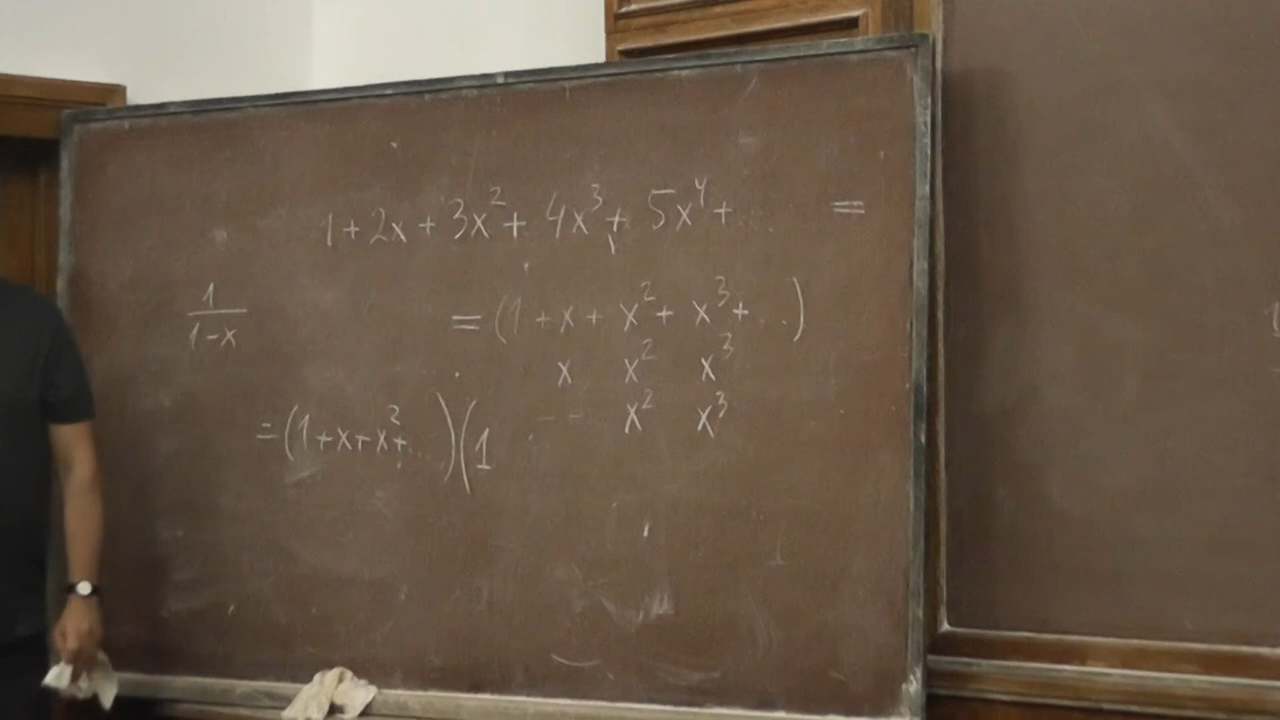 1+2x+3x²+4x³+5x⁴+... =
1/(1-x)
=(1+x+x²+x³+...)
x x² x³
-- x² x³
=(1+x+x²+...)(1